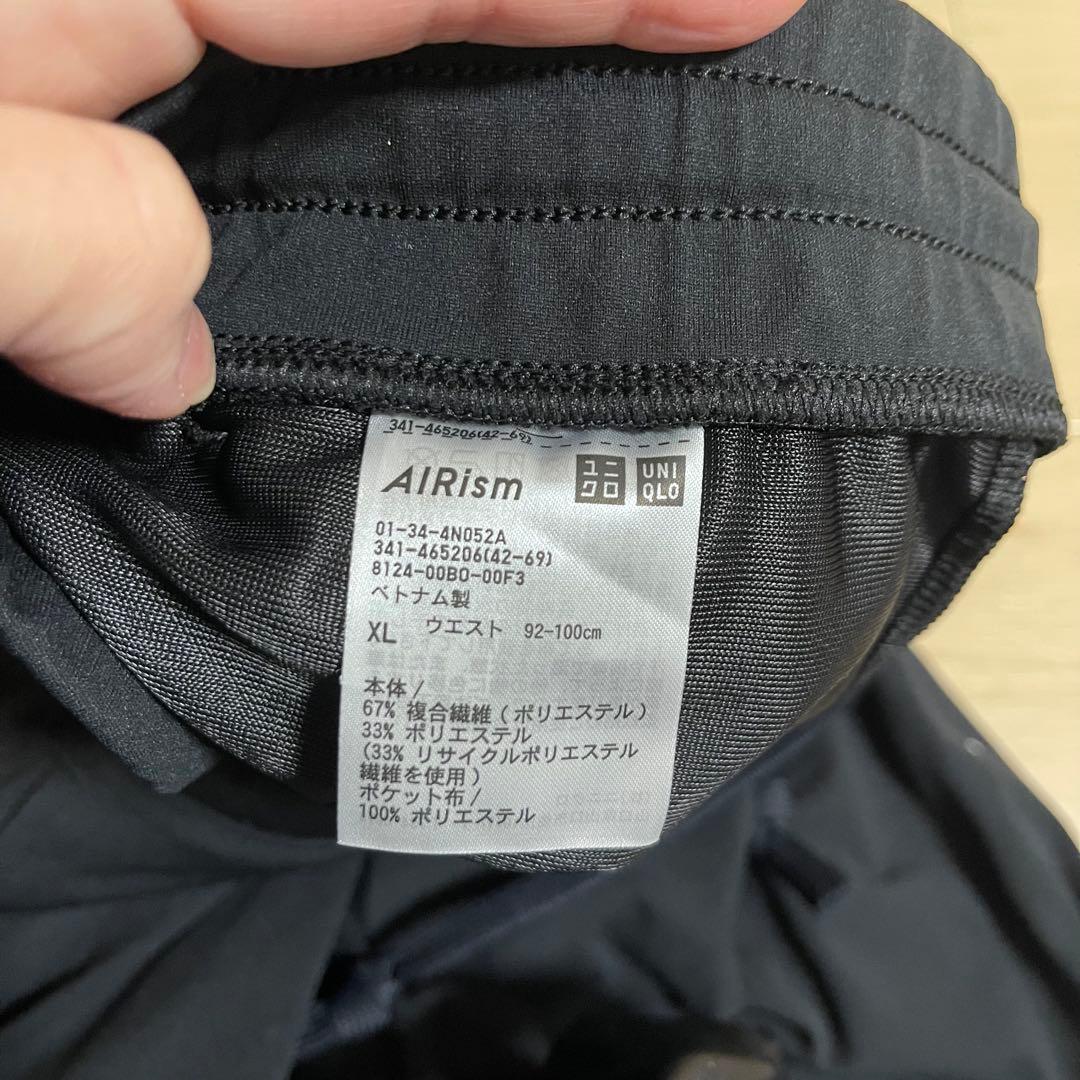 341-465206(42-69)
AIRism ユニクロ UNIQLO
01-34-4N052A
341-465206(42-69)
8124-00B0-00F3
ベトナム製
XL ウエスト 92-100cm
本体/
67% 複合繊維(ポリエステル)
33% ポリエステル
(33% リサイクルポリエステル
繊維を使用)
ポケット布/
100% ポリエステル